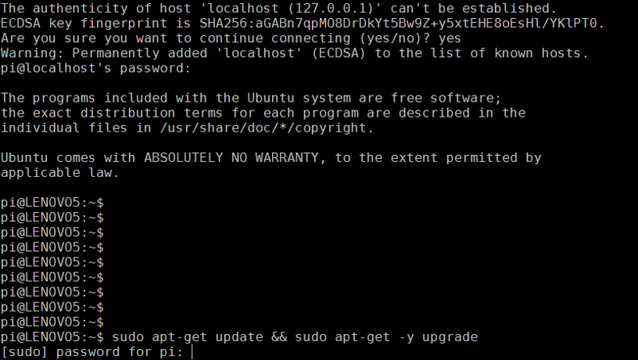 The authenticity of host 'localhost (127.0.0.1)' can't be established.
ECDSA key fingerprint is SHA256:aGABn7qpMO8DrDkYt5Bw9Z+y5xtEHE8oEsHl/YKlPT0.
Are you sure you want to continue connecting (yes/no)? yes
Warning: Permanently added 'localhost' (ECDSA) to the list of known hosts.
pi@localhost's password:
The programs included with the Ubuntu system are free software;
the exact distribution terms for each program are described in the
individual files in /usr/share/doc/*/copyright.
Ubuntu comes with ABSOLUTELY NO WARRANTY, to the extent permitted by
applicable law.
pi@LENOVO5:~$
pi@LENOVO5:~$
pi@LENOVO5:~$
pi@LENOVO5:~$
pi@LENOVO5:~$
pi@LENOVO5:~$
pi@LENOVO5:~$
pi@LENOVO5:~$
pi@LENOVO5:~$
pi@LENOVO5:~$ sudo apt-get update && sudo apt-get -y upgrade
[sudo] password for pi: